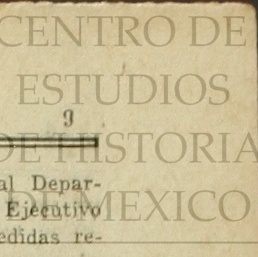 CENTRO DE
ESTUDIOS
9
DE HISTORIA
al Depar-
DE MEXICO
Ejecutivo
edidas re-